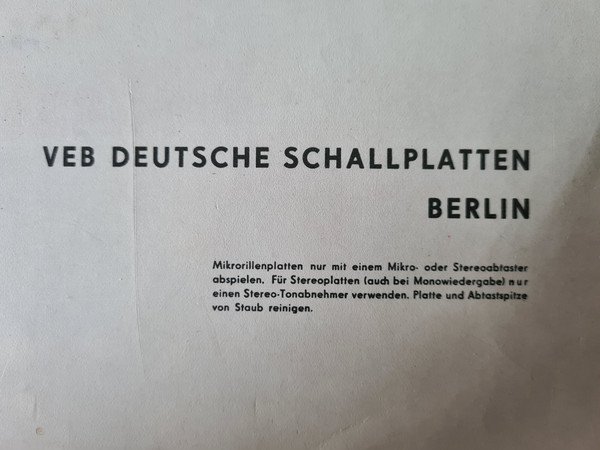 VEB DEUTSCHE SCHALLPLATTEN
BERLIN
Mikrorillenplatten nur mit einem Mikro- oder Stereoabtaster
abspielen. Für Stereoplatten (auch bei Monowiedergabe) nur
einen Stereo-Tonabnehmer verwenden. Platte und Abtastspitze
von Staub reinigen.